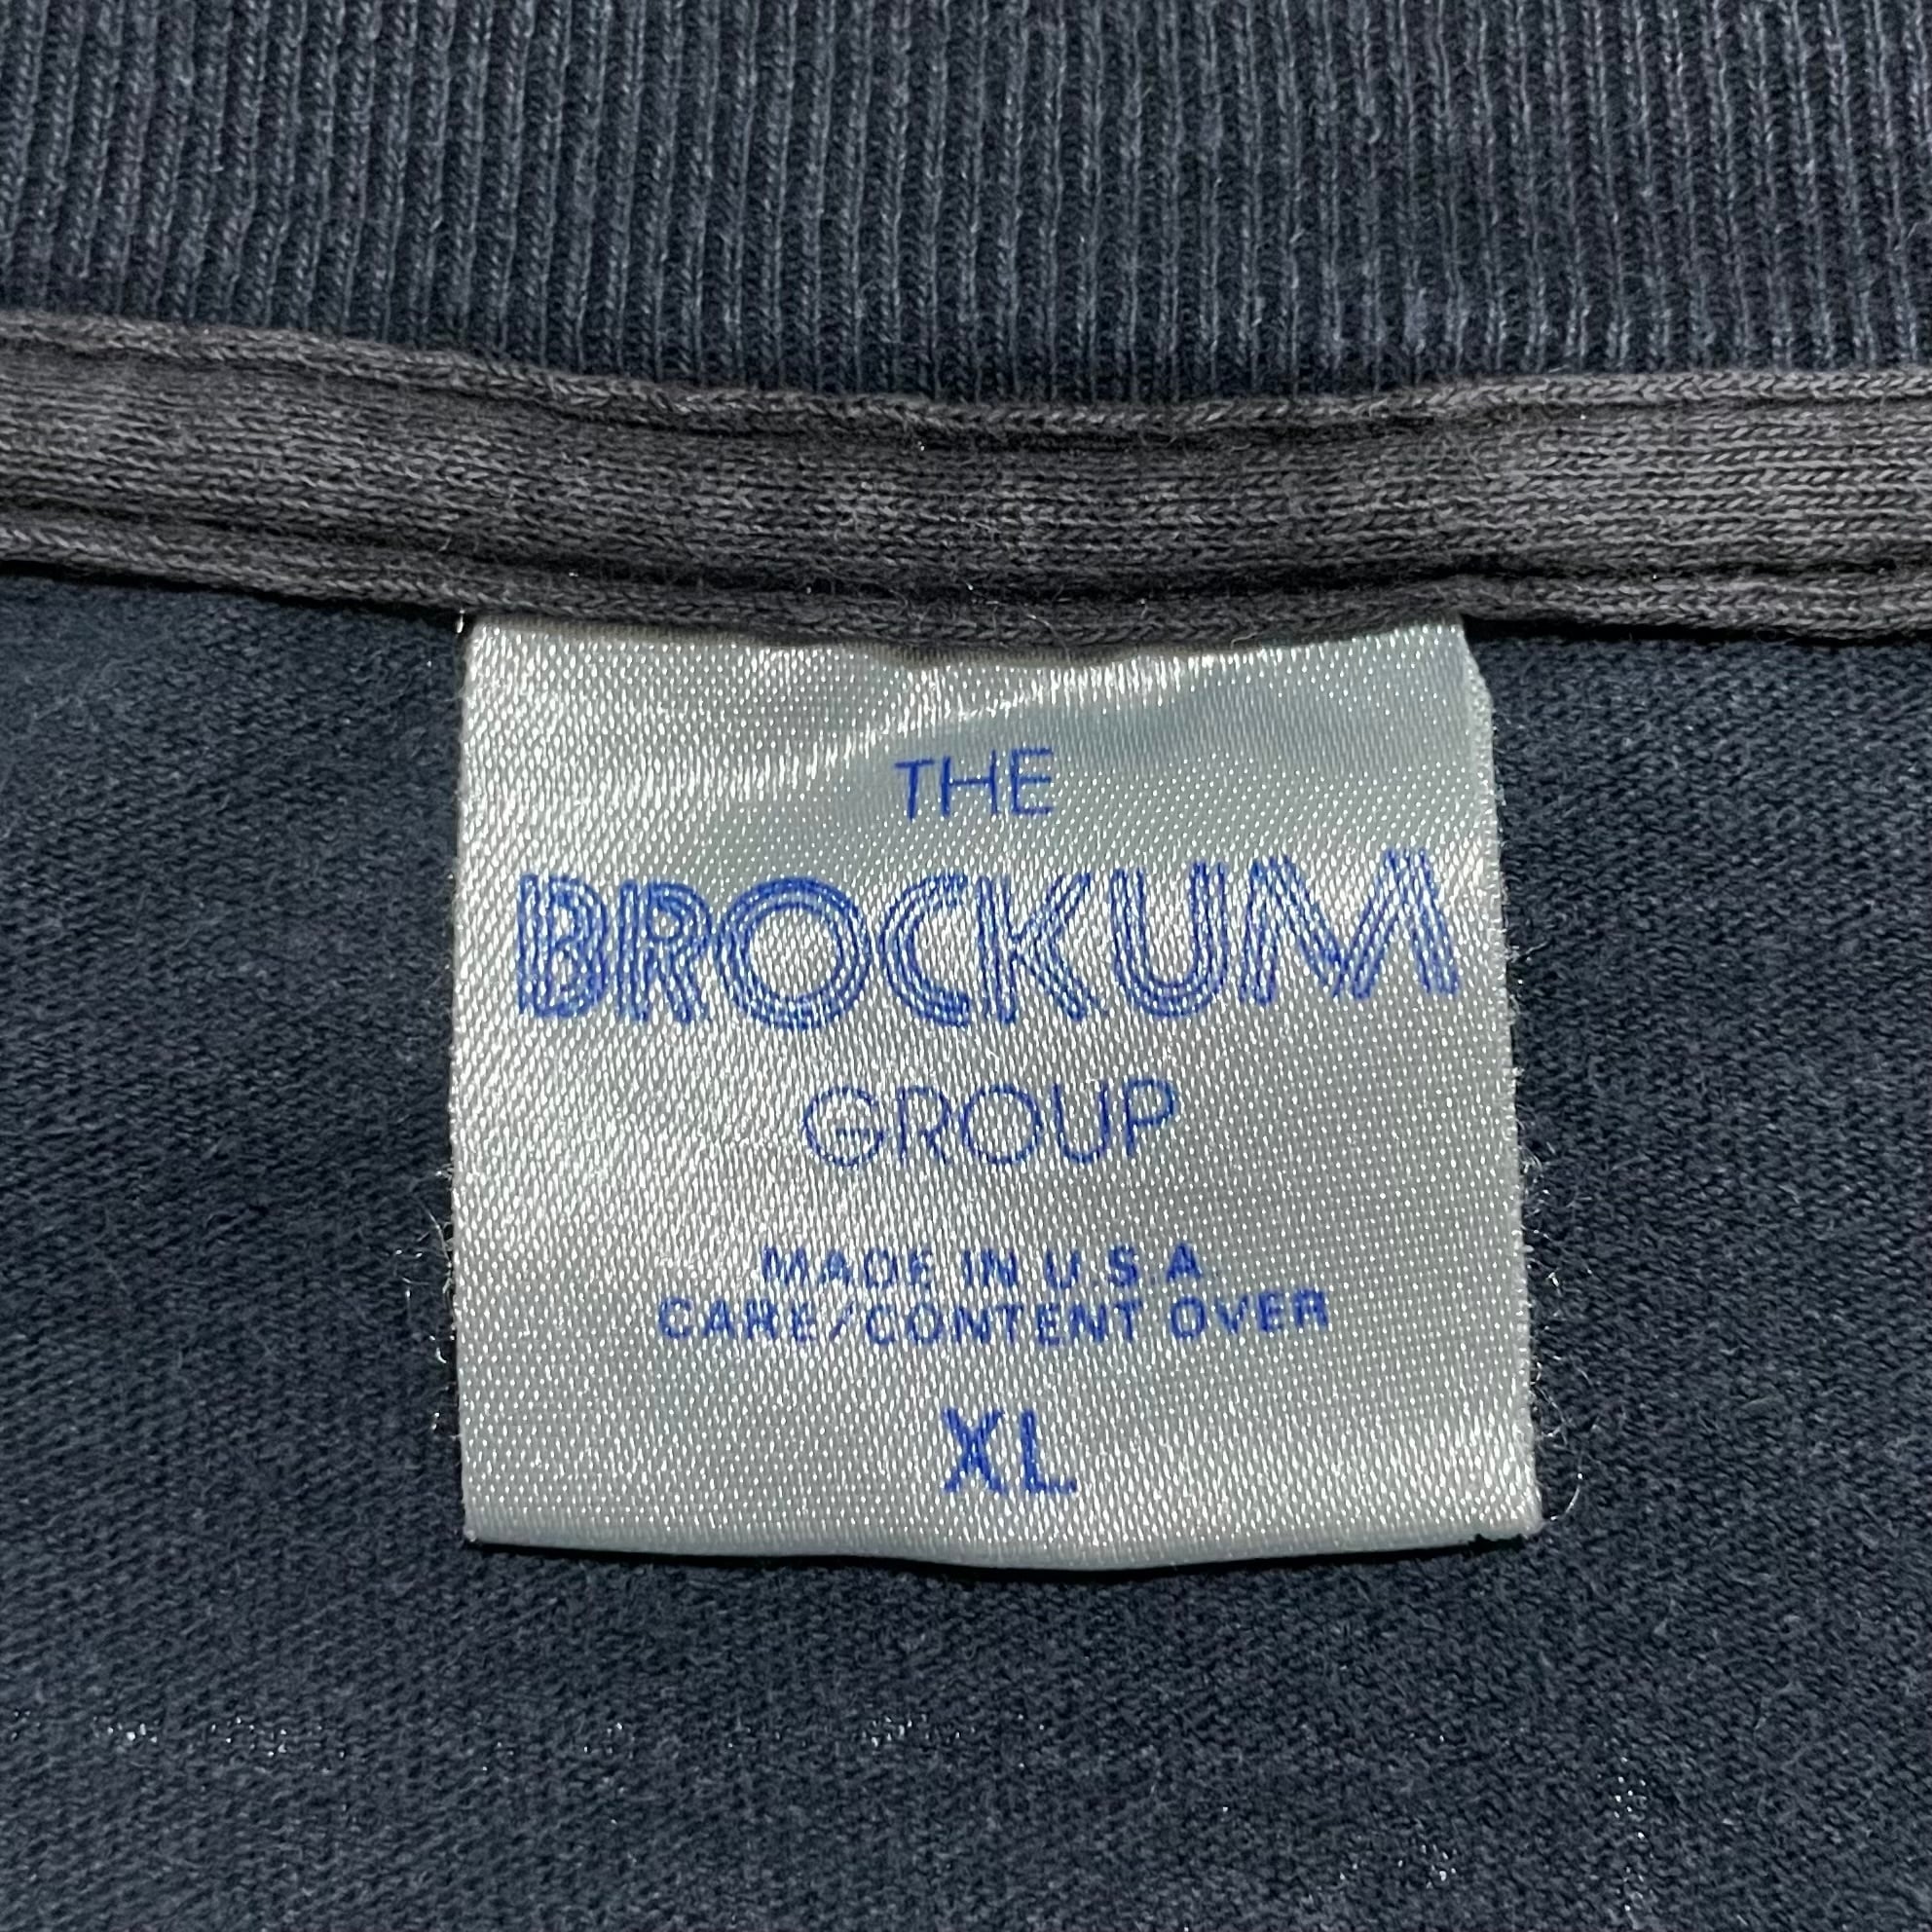 THE
BROCKUM
GROUP
MADE IN U.S.A
CARE/CONTENT OVER
XL